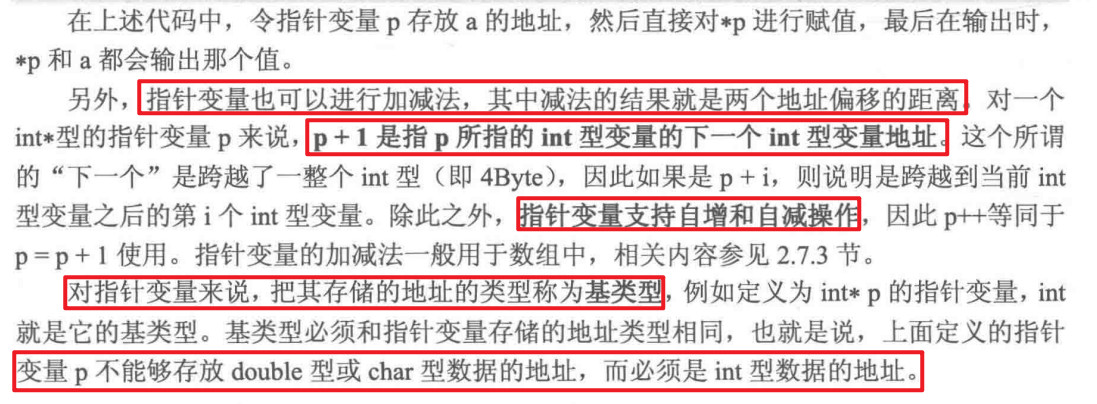 在上述代码中，令指针变量 p 存放 a 的地址，然后直接对*p 进行赋值，最后在输出时，
*p 和 a 都会输出那个值。
另外，指针变量也可以进行加减法，其中减法的结果就是两个地址偏移的距离。对一个
int*型的指针变量 p 来说，p + 1 是指 p 所指的 int 型变量的下一个 int 型变量地址。这个所谓
的“下一个”是跨越了一整个 int 型（即 4Byte），因此如果是 p + i，则说明是跨越到当前 int
型变量之后的第 i 个 int 型变量。除此之外，指针变量支持自增和自减操作，因此 p++等同于
p = p + 1 使用。指针变量的加减法一般用于数组中，相关内容参见 2.7.3 节。
对指针变量来说，把其存储的地址的类型称为基类型，例如定义为 int* p 的指针变量，int
就是它的基类型。基类型必须和指针变量存储的地址类型相同，也就是说，上面定义的指针
变量 p 不能够存放 double 型或 char 型数据的地址，而必须是 int 型数据的地址。